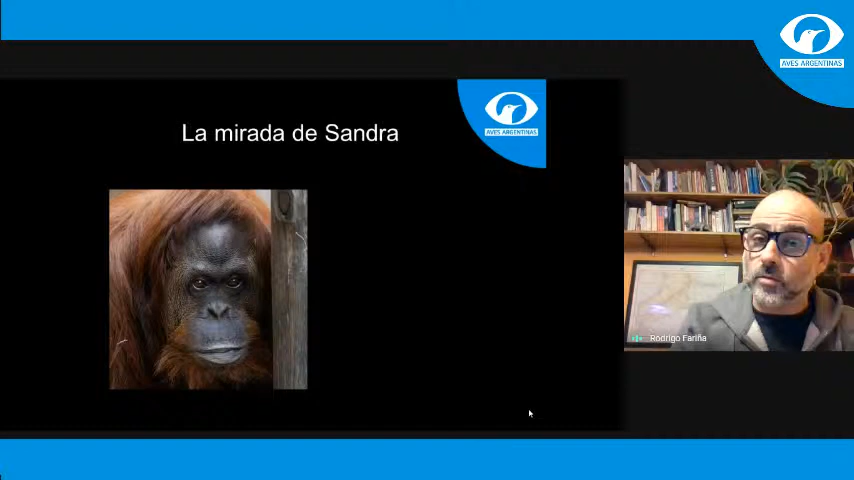 AVES ARGENTINAS
La mirada de Sandra
AVES ARGENTINAS
Rodrigo Fariña